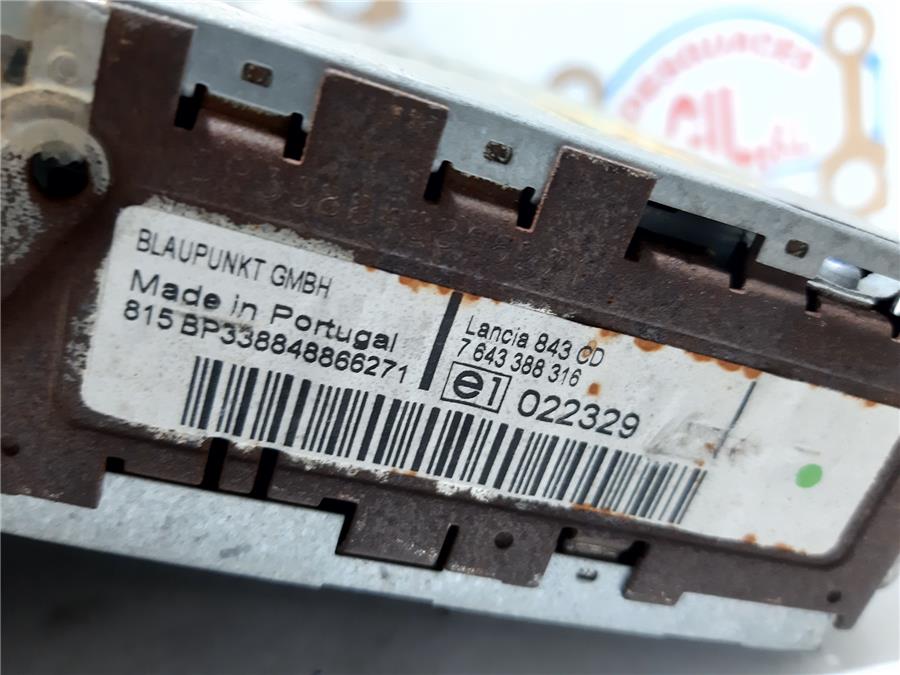 BLAUPUNKT GMBH
Made in Portugal
815 BP338848866271
Lancia 843 CD
7 643 388 316
e1 022329